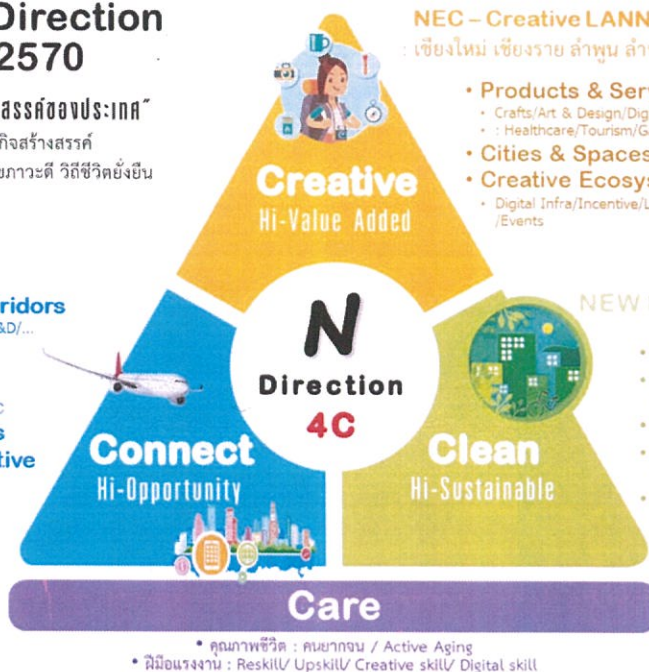 Direction
2570
สรรค์ของประเทศ"
กิจสร้างสรรค์
ขภาวะดี วิถีชีวิตยั่งยืน
NEC – Creative LANN
: เชียงใหม่ เชียงราย ลำพูน ลำ
• Products & Ser
• Crafts/Art & Design/Dig
• : Healthcare/Tourism/G
• Cities & Spaces
• Creative Ecosys
• Digital Infra/Incentive/L
/Events
Creative
Hi-Value Added
ridors
&D/...
C
s
tive
NEW
N
Direction
4C
Connect
Hi-Opportunity
Clean
Hi-Sustainable
Care
• คุณภาพชีวิต : คนยากจน / Active Aging
• ฝีมือแรงงาน : Reskill/ Upskill/ Creative skill/ Digital skill